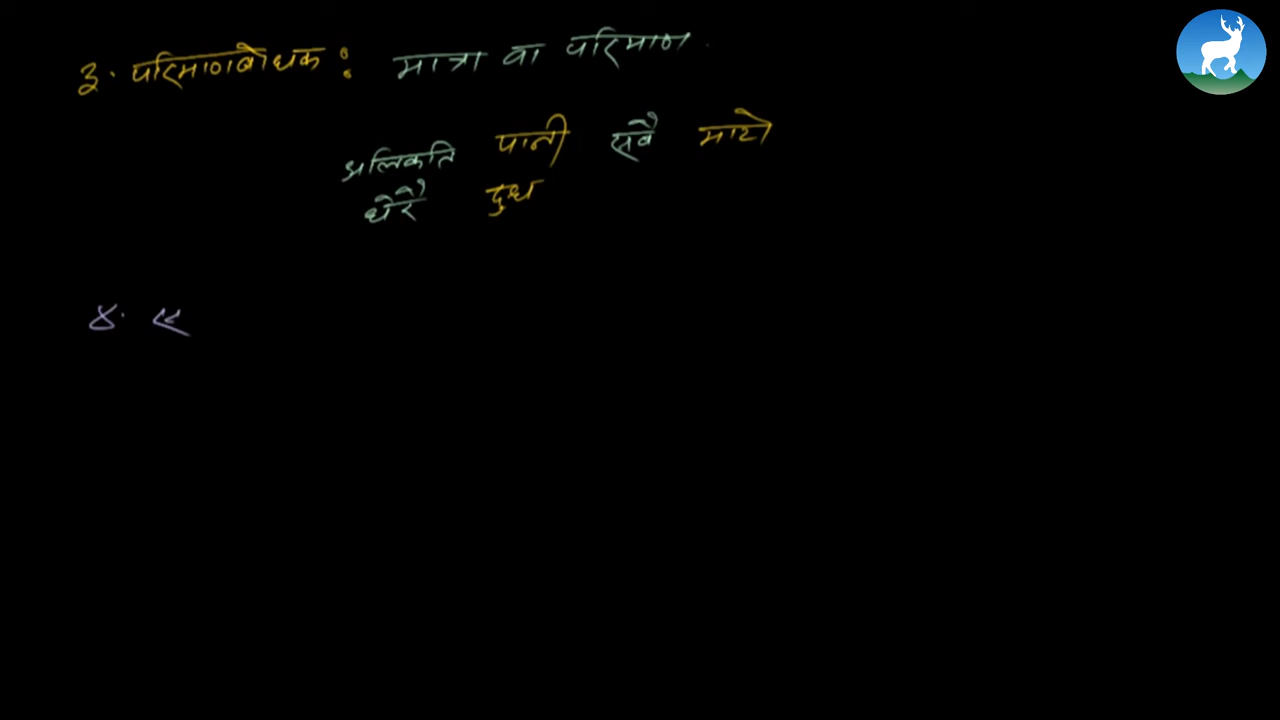 ३. परिमाणबोधक : मात्रा वा परिमाण .
अलिकति पानी सबै माटो
धेरै दुध
४.